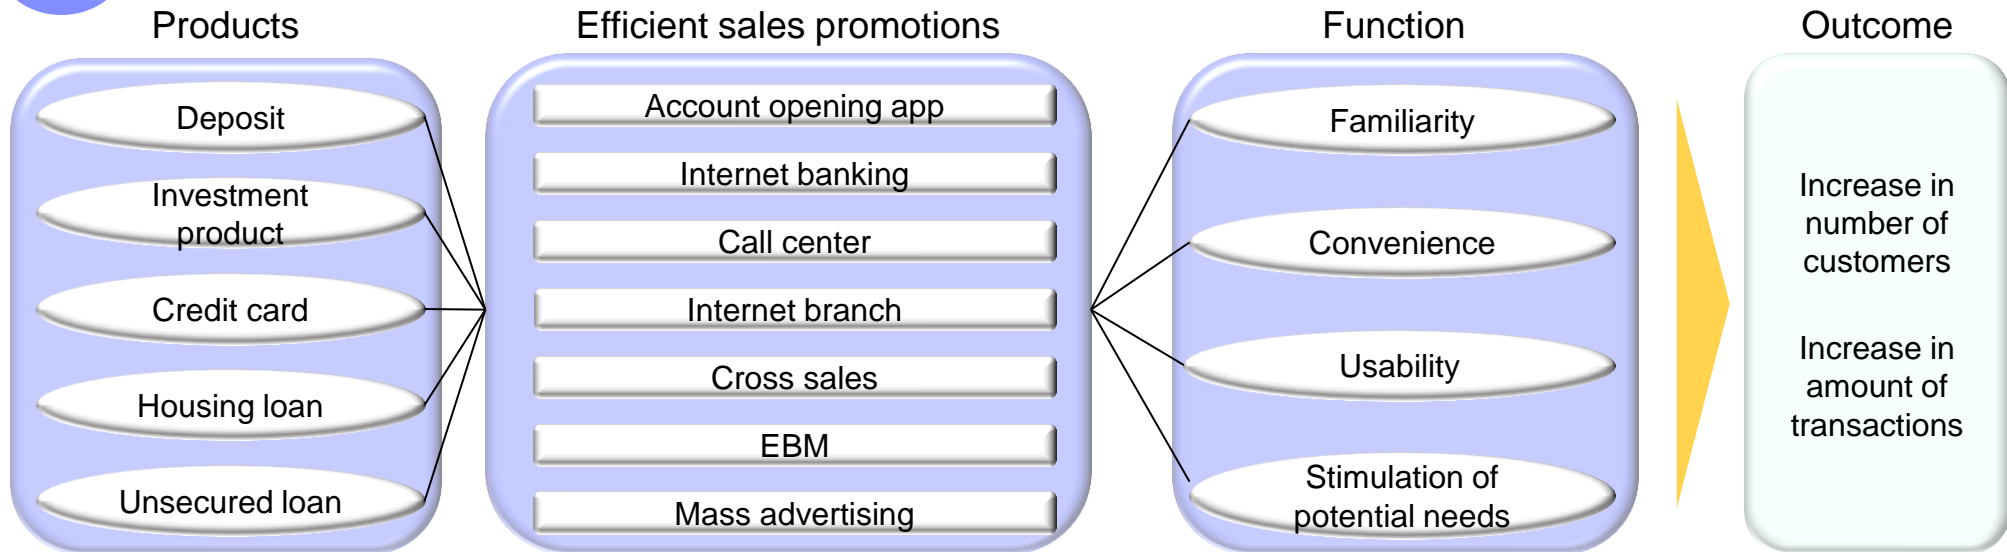 Products
Deposit
Investment
product
Credit card
Housing loan
Unsecured loan
Efficient sales promotions
Account opening app
Internet banking
Call center
Internet branch
Cross sales
EBM
Mass advertising
Function
Familiarity
Convenience
Usability
Stimulation of
potential needs
Outcome
Increase in
number of
customers
Increase in
amount of
transactions